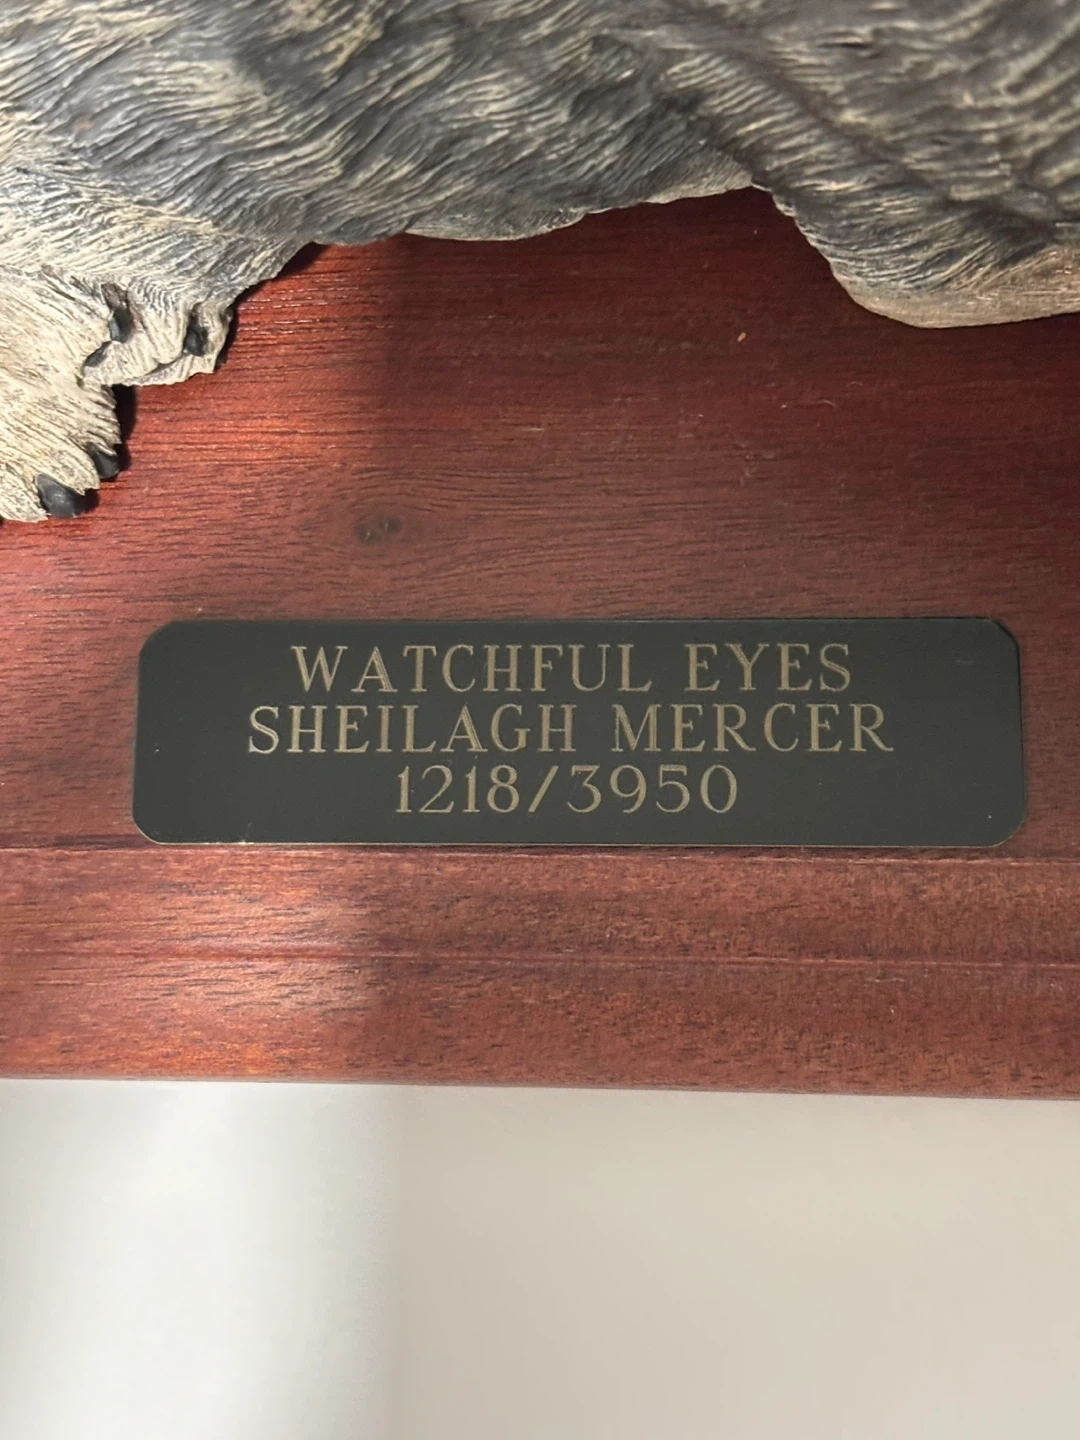 WATCHFUL EYES
SHEILAGH MERCER
1218/3950